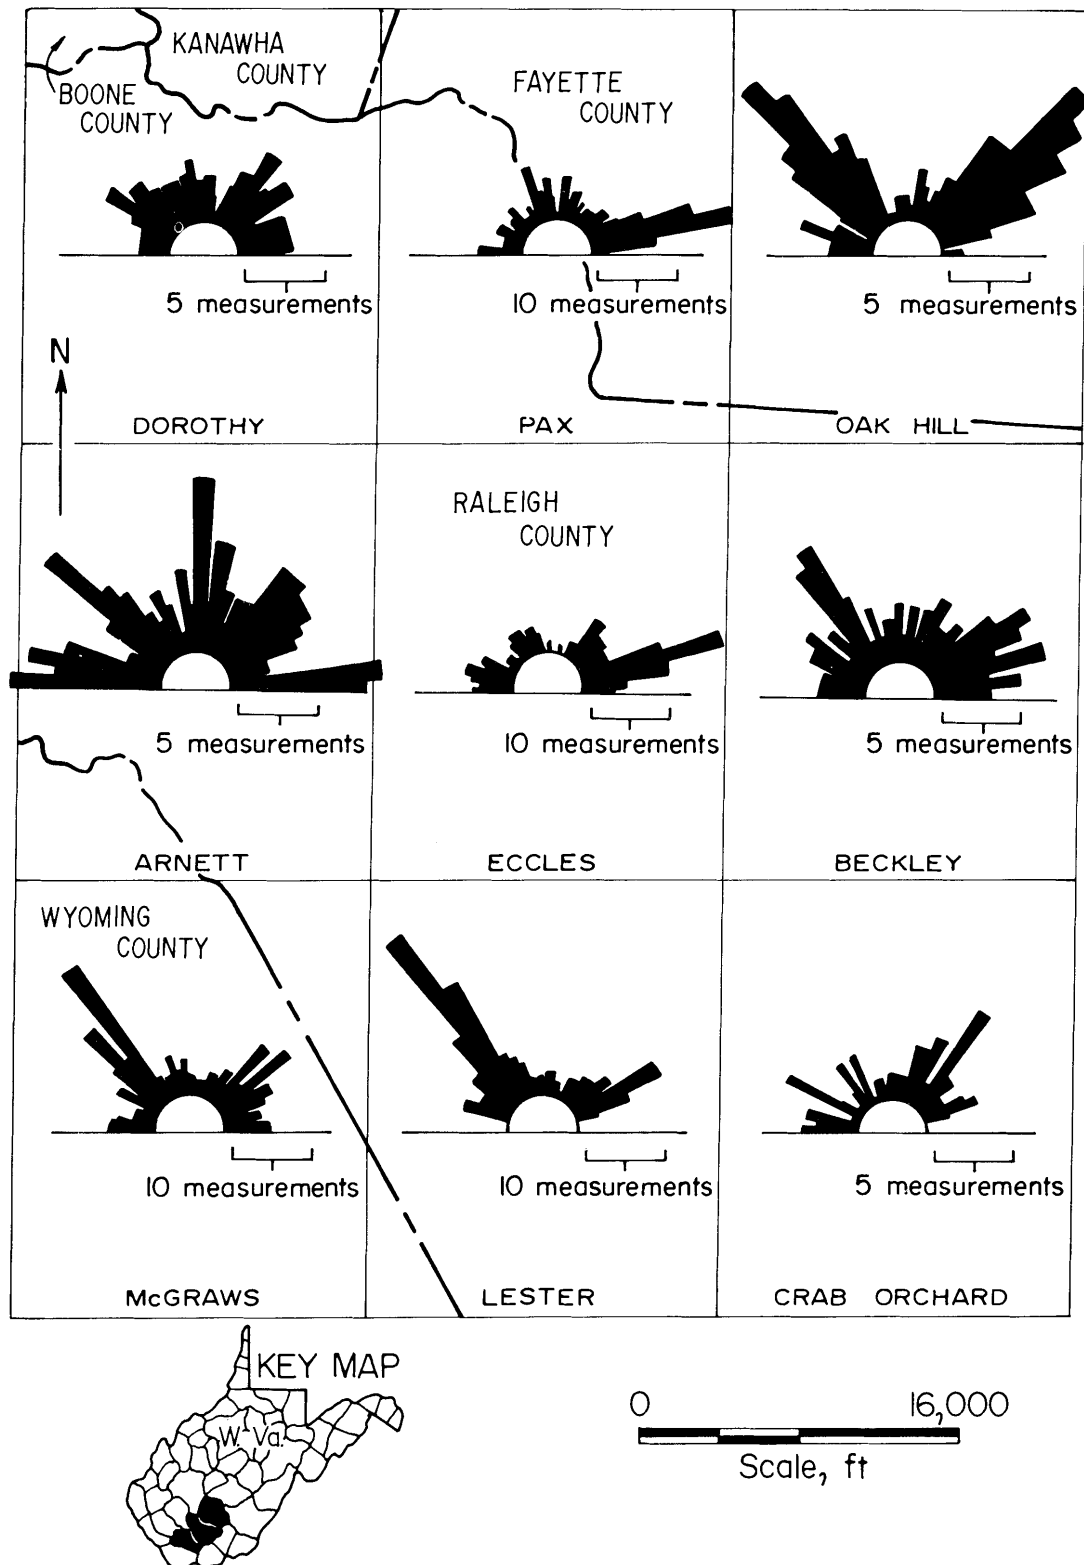 KANAWHA
COUNTY
BOONE
COUNTY
FAYETTE
COUNTY
5 measurements
10 measurements
5 measurements
N
DOROTHY
PAX
OAK HILL
RALEIGH
COUNTY
5 measurements
10 measurements
5 measurements
ARNETT
ECCLES
BECKLEY
WYOMING
COUNTY
10 measurements
10 measurements
5 measurements
McGRAWS
LESTER
CRAB ORCHARD
KEY MAP
W. Va.
0 16,000
Scale, ft